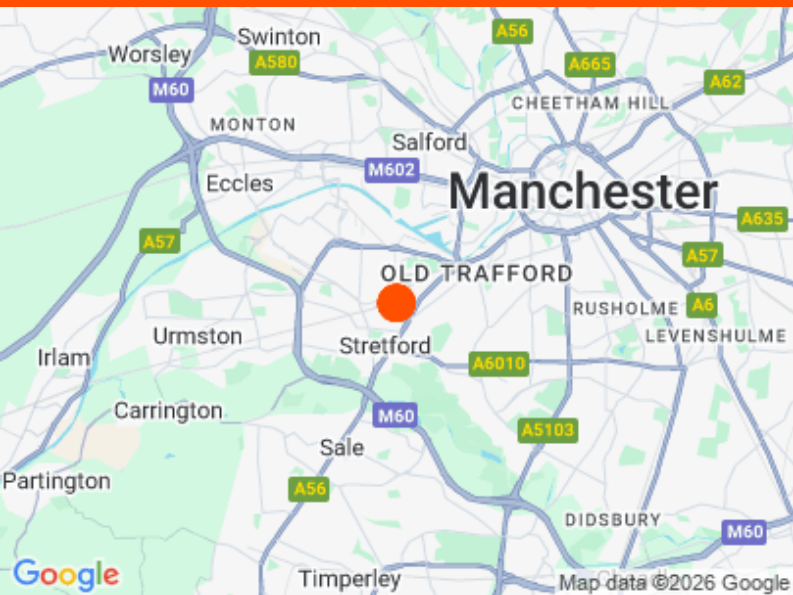 Swinton
A56
Worsley
A580
A665
A62
M60
CHEETHAM HILL
MONTON
Salford
M602
Eccles
Manchester
A635
A57
A57
OLD TRAFFORD
A6
RUSHOLME
Urmston
Stretford
LEVENSHULME
Irlam
A6010
Carrington
M60
A5103
Sale
Partington
A56
DIDSBURY
M60
Google
Timperley
Map data ©2026 Google